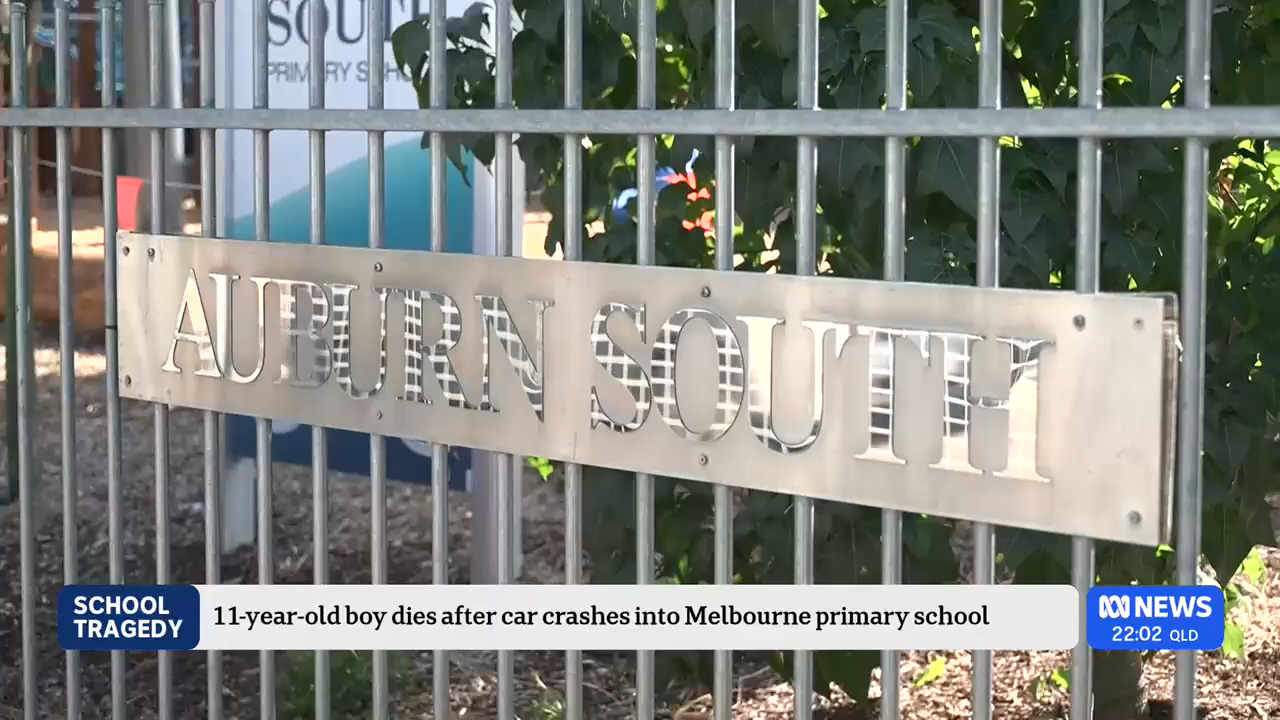 SOUTH
PRIMARY SCHO
AUBURN SOUTH
SCHOOL
TRAGEDY
11-year-old boy dies after car crashes into Melbourne primary school
NEWS
22:02 QLD